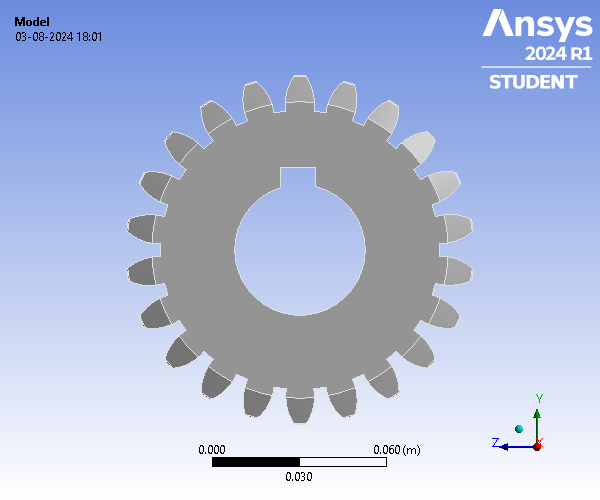 Model
03-08-2024 18:01
Ansys
2024 R1
STUDENT
Y
Z
X
0.000
0.060 (m)
0.030